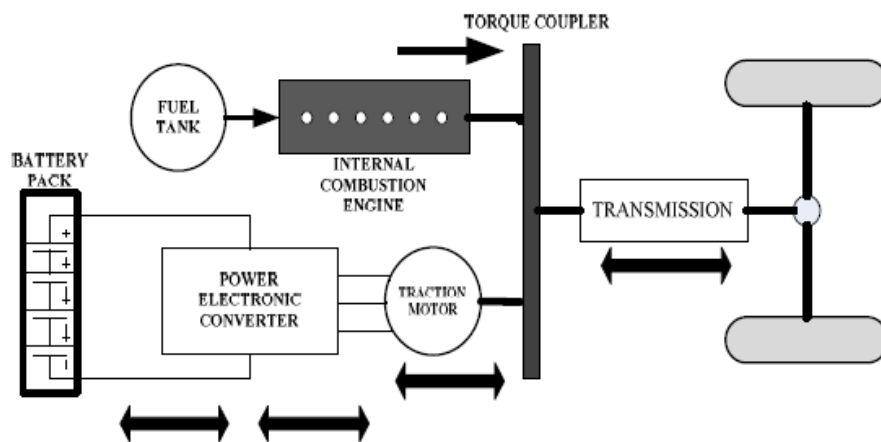 TORQUE COUPLER
FUEL
TANK
INTERNAL
COMBUSTION
ENGINE
BATTERY
PACK
TRANSMISSION
POWER
ELECTRONIC
CONVERTER
TRACTION
MOTOR